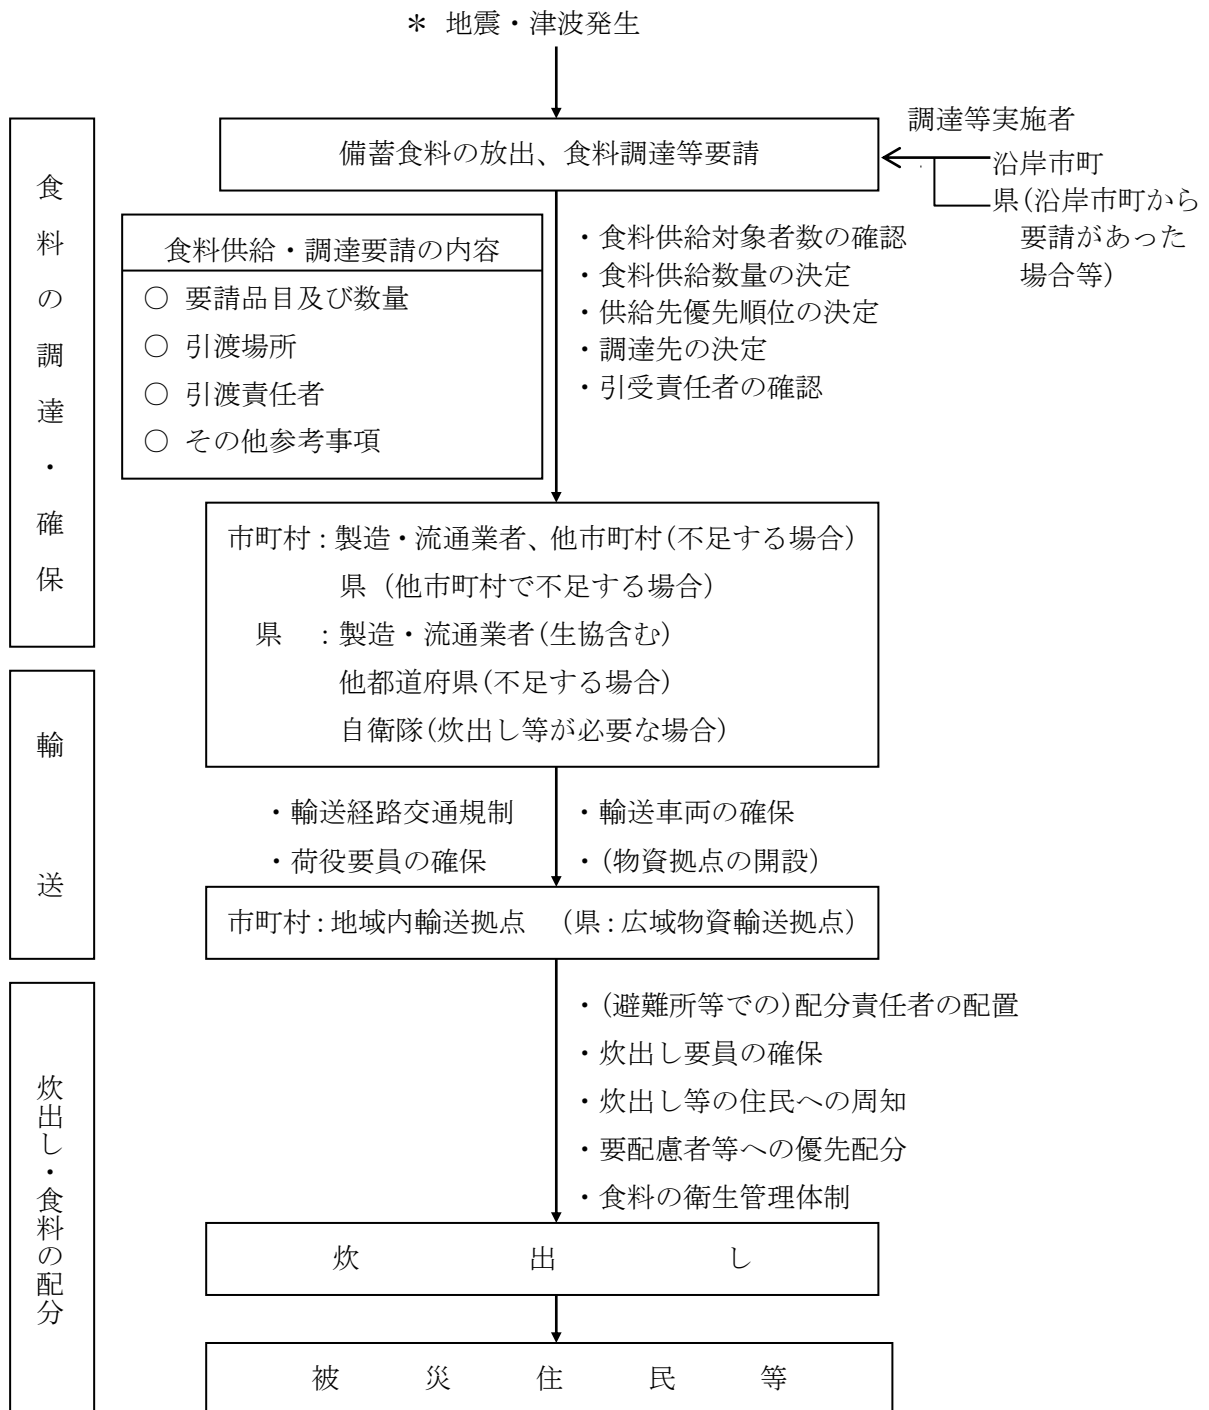 ＊ 地震・津波発生
食料の調達・確保
備蓄食料の放出、食料調達等要請
調達等実施者
沿岸市町
県(沿岸市町から
要請があった
場合等)
食料供給・調達要請の内容
○ 要請品目及び数量
○ 引渡場所
○ 引渡責任者
○ その他参考事項
・食料供給対象者数の確認
・食料供給数量の決定
・供給先優先順位の決定
・調達先の決定
・引受責任者の確認
市町村：製造・流通業者、他市町村(不足する場合)
県 (他市町村で不足する場合)
県 ：製造・流通業者(生協含む)
他都道府県(不足する場合)
自衛隊(炊出し等が必要な場合)
輸送
・輸送経路交通規制
・荷役要員の確保
・輸送車両の確保
・(物資拠点の開設)
市町村：地域内輸送拠点 (県：広域物資輸送拠点)
炊出し・食料の配分
・(避難所等での)配分責任者の配置
・炊出し要員の確保
・炊出し等の住民への周知
・要配慮者等への優先配分
・食料の衛生管理体制
炊出し
被災住民等